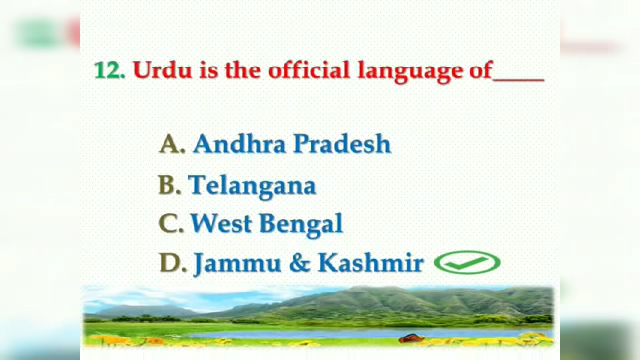 12. Urdu is the official language of____
A. Andhra Pradesh
B. Telangana
C. West Bengal
D. Jammu & Kashmir